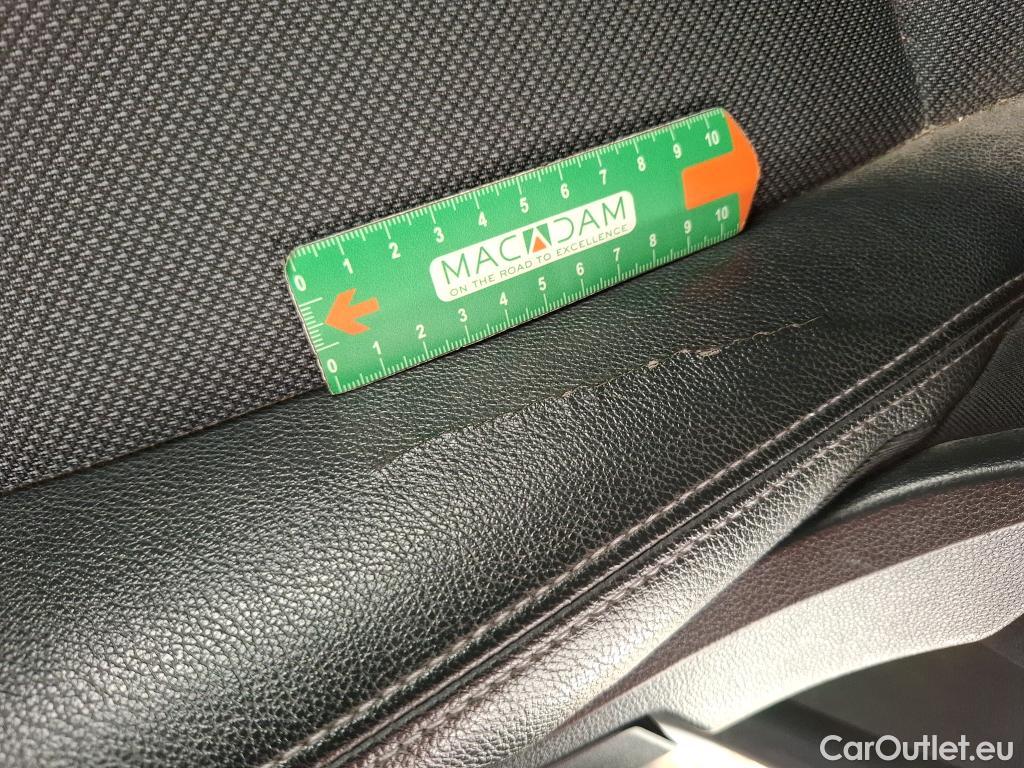 0 1 2 3 4 5 6 7 8 9 10
MACADAM
ON THE ROAD TO EXCELLENCE
0 1 2 3 4 5 6 7 8 9 10
CarOutlet.eu